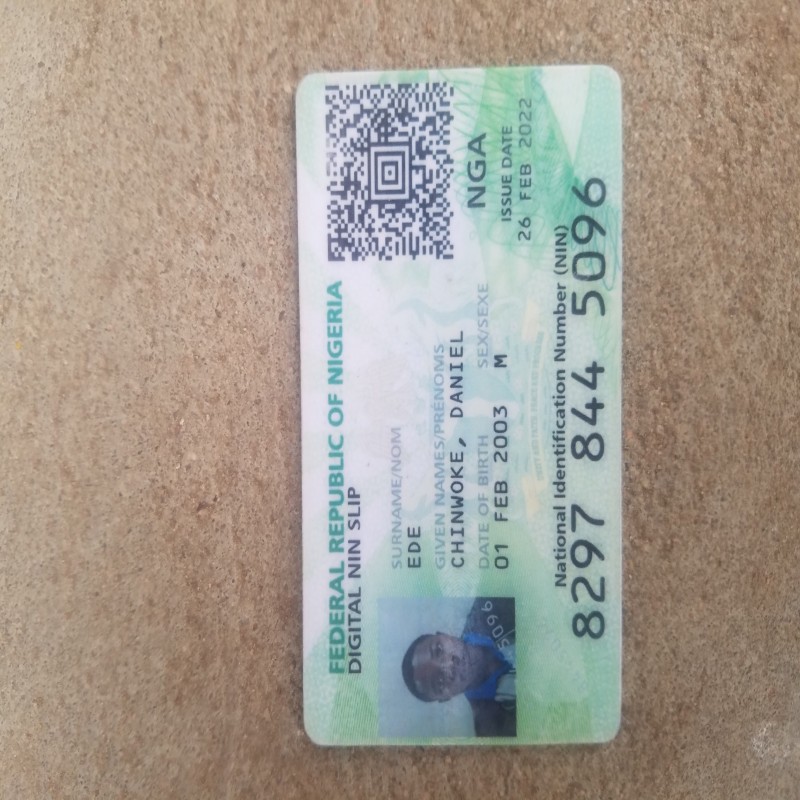 FEDERAL REPUBLIC OF NIGERIA
DIGITAL NIN SLIP
SURNAME/NOM
EDE
GIVEN NAMES/PRÉNOMS
CHINWOKE, DANIEL
DATE OF BIRTH SEX/SEXE
01 FEB 2003 M
NGA
ISSUE DATE
26 FEB 2022
National Identification Number (NIN)
8297 844 5096
5096